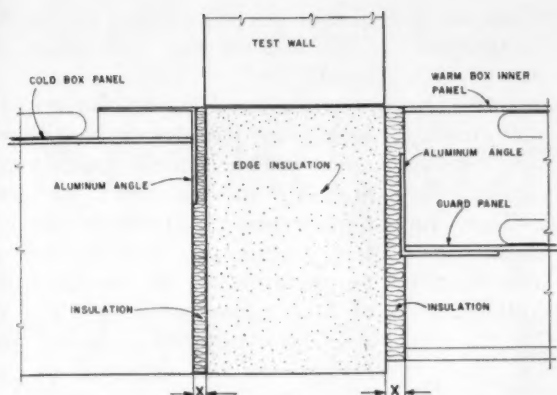 TEST WALL
COLD BOX PANEL
WARM BOX INNER
PANEL
ALUMINUM ANGLE
EDGE INSULATION
ALUMINUM ANGLE
GUARD PANEL
INSULATION
INSULATION
X
X